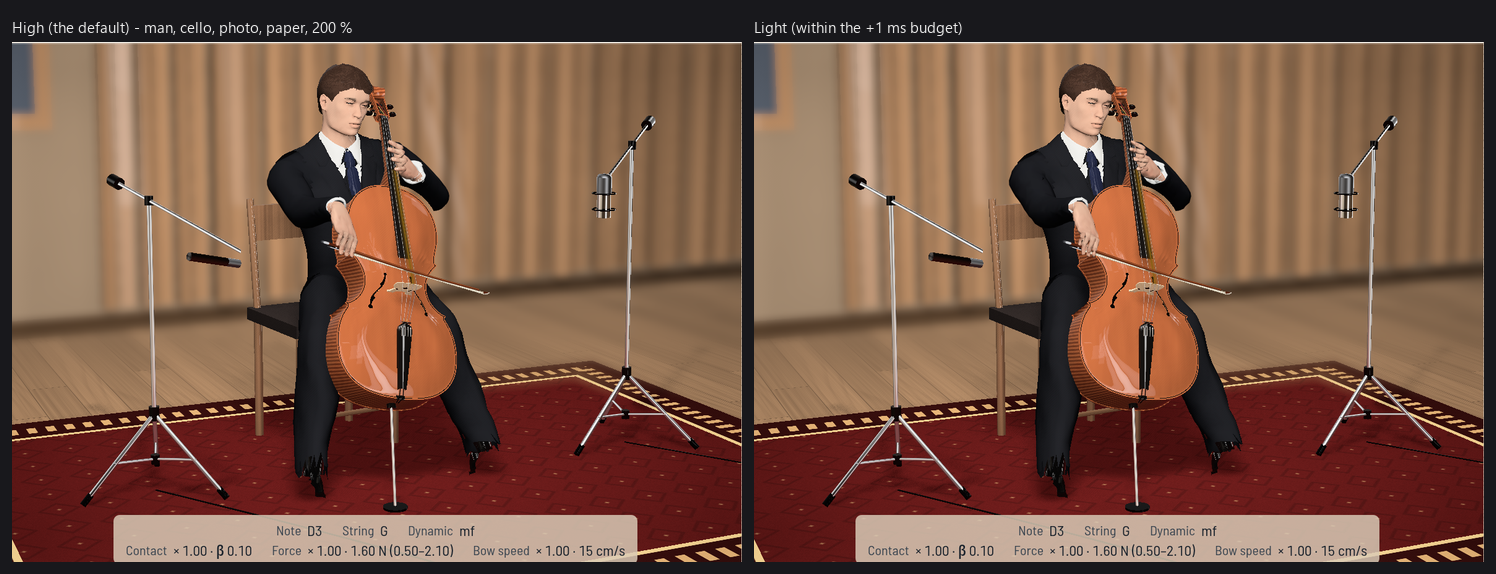 High (the default) - man, cello, photo, paper, 200 %
Light (within the +1 ms budget)
Note D3 String G Dynamic mf
Contact × 1.00 · β 0.10 Force × 1.00 · 1.60 N (0.50–2.10) Bow speed × 1.00 · 15 cm/s
Note D3 String G Dynamic mf
Contact × 1.00 · β 0.10 Force × 1.00 · 1.60 N (0.50–2.10) Bow speed × 1.00 · 15 cm/s